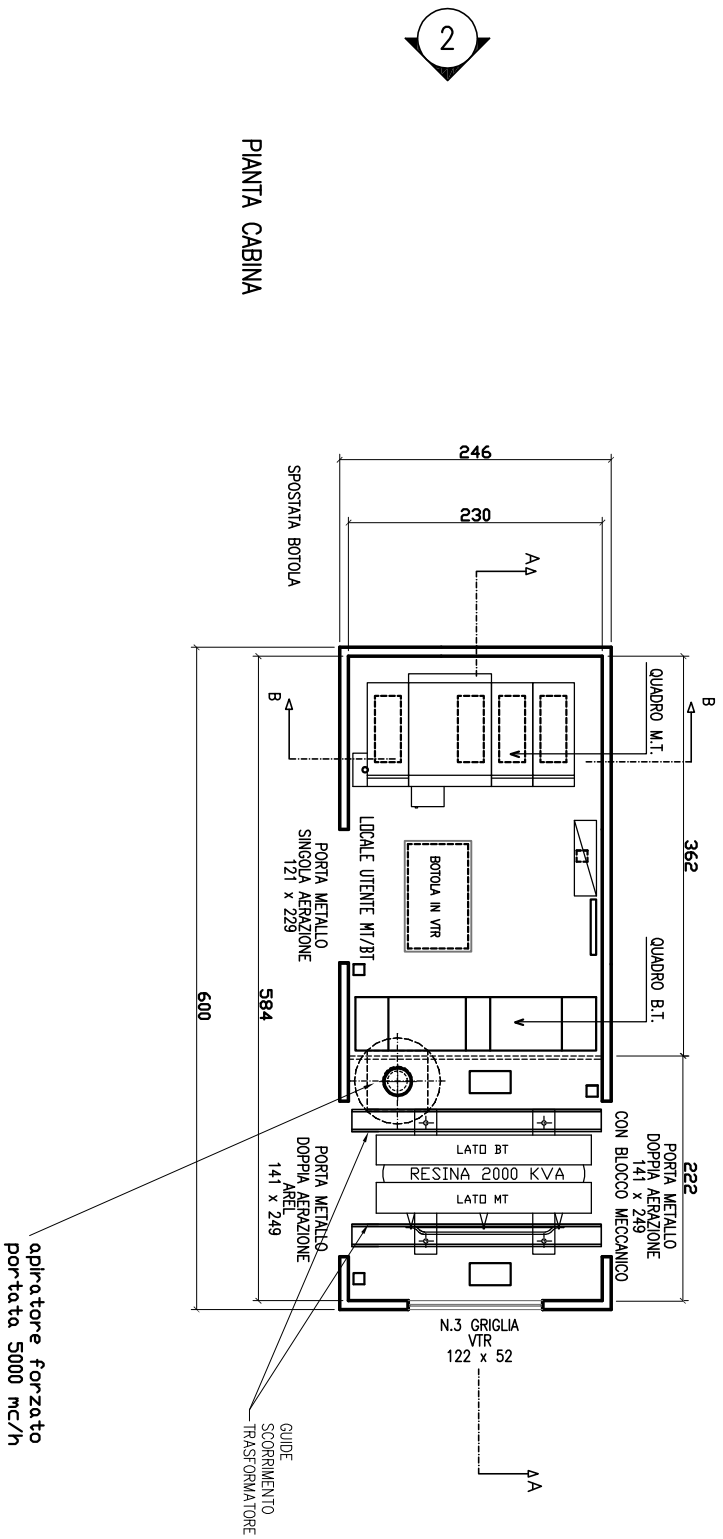 2
PIANTA CABINA
246
230
SPOSTATA BOTOLA
A
B
B
QUADRO M.T.
362
QUADRO B.T.
BOTOLA IN VTR
LOCALE UTENTE MT/BT
PORTA METALLO
SINGOLA AERAZIONE
121 x 229
584
600
222
PORTA METALLO
DOPPIA AERAZIONE
141 x 249
CON BLOCCO MECCANICO
LATO BT
RESINA 2000 KVA
LATO MT
PORTA METALLO
DOPPIA AERAZIONE
AREL
141 x 249
N.3 GRIGLIA
VTR
122 x 52
A
GUIDE
SCORRIMENTO
TRASFORMATORE
apiratore forzato
portata 5000 mc/h